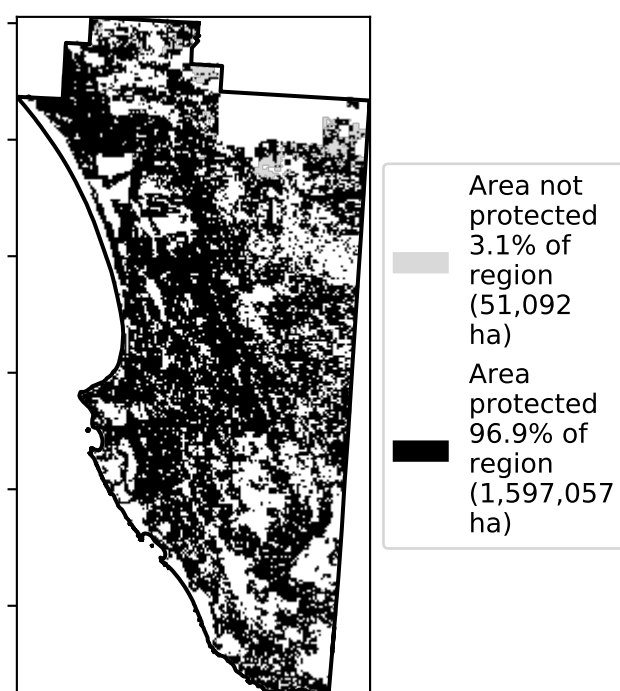 Area not
protected
3.1% of
region
(51,092
ha)
Area
protected
96.9% of
region
(1,597,057
ha)